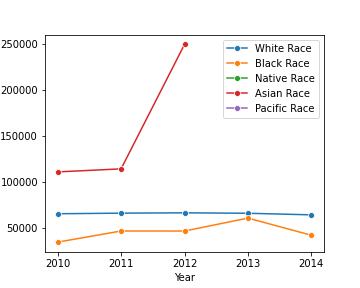 250000
200000
150000
100000
50000
White Race
Black Race
Native Race
Asian Race
Pacific Race
2010 2011 2012 2013 2014
Year